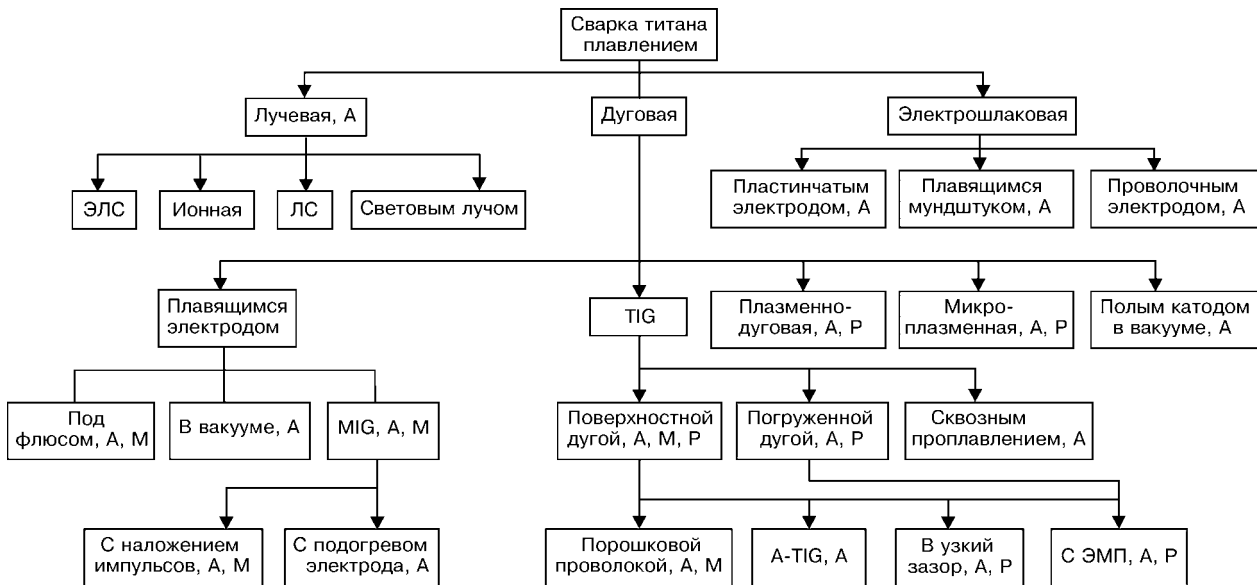 Сварка титана
плавлением
Лучевая, А
Дуговая
Электрошлаковая
ЭЛС
Ионная
ЛС
Световым лучом
Пластинчатым
электродом, А
Плавящимся
мундштуком, А
Проволочным
электродом, А
Плавящимся
электродом
TIG
Плазменно-
дуговая, А, Р
Микро-
плазменная, А, Р
Полым катодом
в вакууме, А
Под
флюсом, А, М
В вакууме, А
MIG, А, М
Поверхностной
дугой, А, М, Р
Погруженной
дугой, А, Р
Сквозным
проплавлением, А
С наложением
импульсов, А, М
С подогревом
электрода, А
Порошковой
проволокой, А, М
A-TIG, А
В узкий
зазор, А, Р
С ЭМП, А, Р